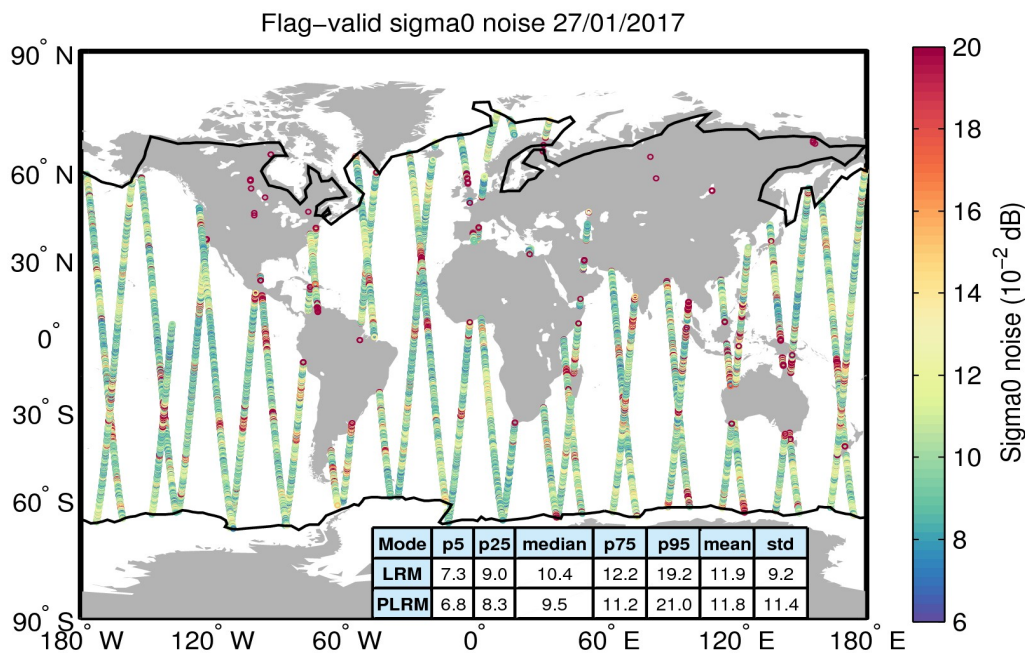 Flag−valid sigma0 noise 27/01/2017
90° N
60° N
30° N
0°
30° S
60° S
90° S
180° W 120° W 60° W 0° 60° E 120° E 180° E
Mode p5 p25 median p75 p95 mean std
LRM 7.3 9.0 10.4 12.2 19.2 11.9 9.2
PLRM 6.8 8.3 9.5 11.2 21.0 11.8 11.4
20
18
16
14
12
10
8
6
Sigma0 noise (10⁻² dB)